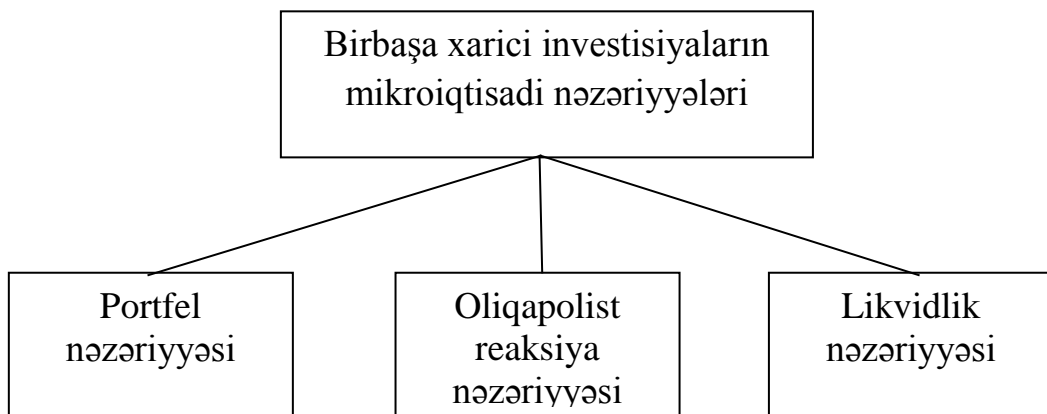 Birbaşa xarici investisiyaların
mikroiqtisadi nəzəriyyələri
Portfel
nəzəriyyəsi
Oliqapolist
reaksiya
nəzəriyyəsi
Likvidlik
nəzəriyyəsi